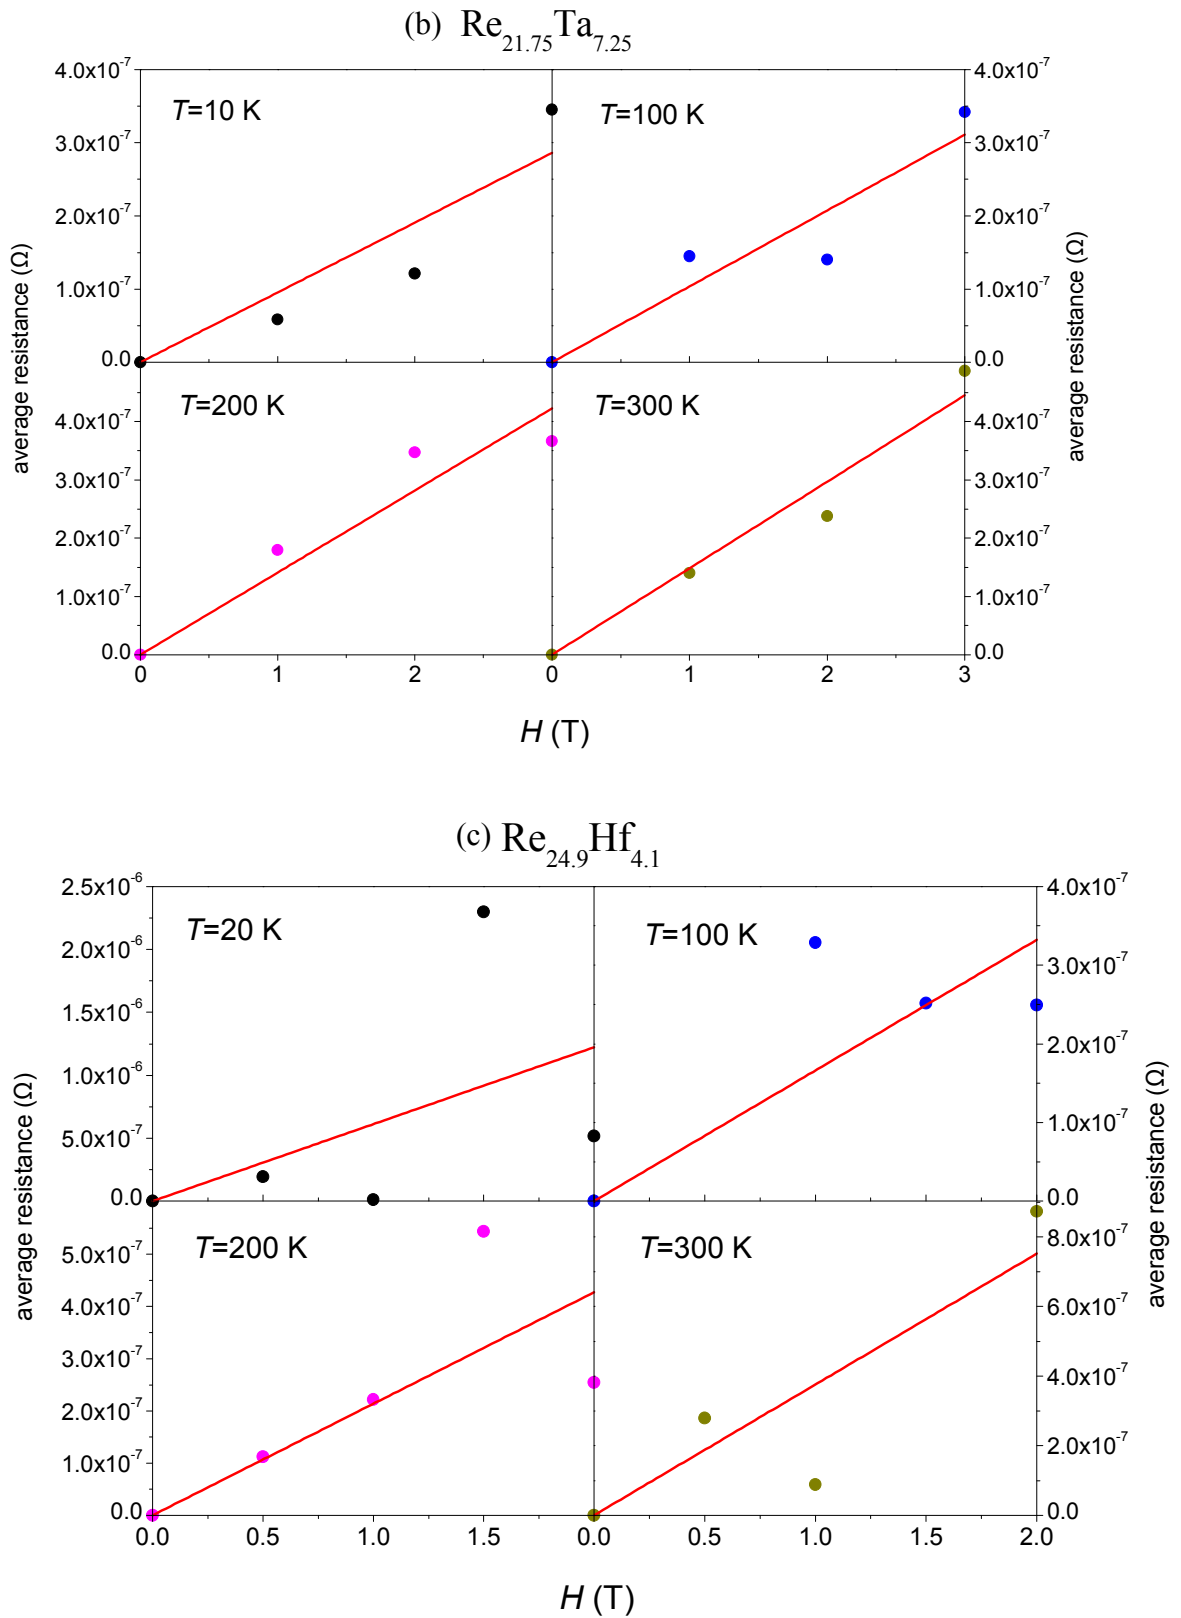 (b) Re21.75Ta7.25
4.0x10-7
3.0x10-7
2.0x10-7
1.0x10-7
0.0
T=10 K
T=100 K
4.0x10-7
3.0x10-7
2.0x10-7
1.0x10-7
0.0
average resistance (Ω)
average resistance (Ω)
4.0x10-7
3.0x10-7
2.0x10-7
1.0x10-7
0.0
T=200 K
T=300 K
4.0x10-7
3.0x10-7
2.0x10-7
1.0x10-7
0.0
0 1 2 0 1 2 3
H (T)
(c) Re24.9Hf4.1
2.5x10-6
2.0x10-6
1.5x10-6
1.0x10-6
5.0x10-7
0.0
T=20 K
T=100 K
4.0x10-7
3.0x10-7
2.0x10-7
1.0x10-7
0.0
average resistance (Ω)
average resistance (Ω)
5.0x10-7
4.0x10-7
3.0x10-7
2.0x10-7
1.0x10-7
0.0
T=200 K
T=300 K
8.0x10-7
6.0x10-7
4.0x10-7
2.0x10-7
0.0
0.0 0.5 1.0 1.5 0.0 0.5 1.0 1.5 2.0
H (T)